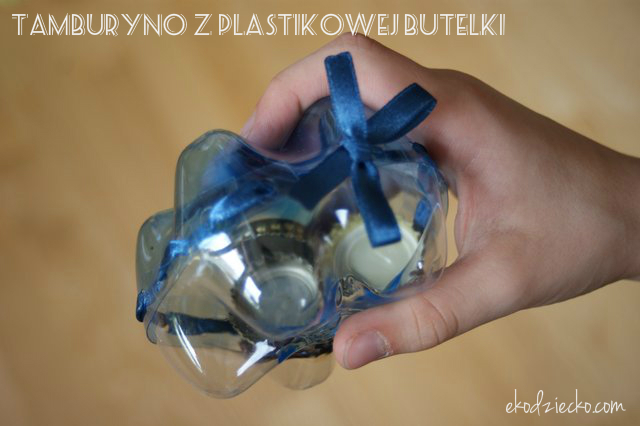 TAMBURYNO Z PLASTIKOWEJ BUTELKI
ekodziecko.com